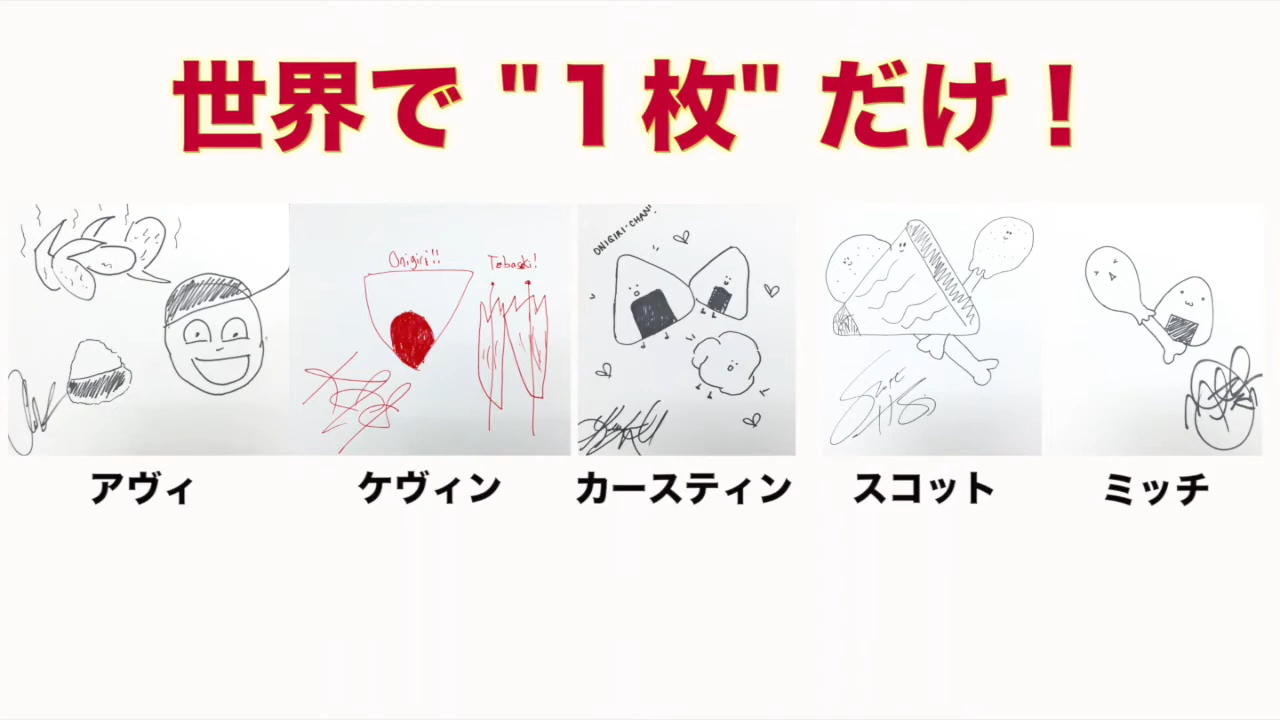 世界で "１枚" だけ！
Onigiri!!
Tebasaki!
ONIGIRI-CHAN!
アヴィ
ケヴィン
カースティン
スコット
ミッチ